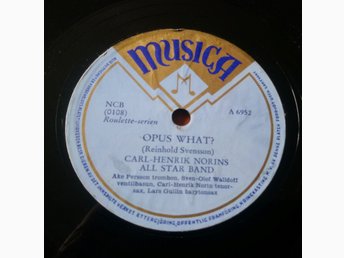 MUSICA
NCB
(0108)
A 6952
Roulette-serien
OPUS WHAT?
(Reinhold Svensson)
CARL-HENRIK NORINS
ALL STAR BAND
Åke Persson trombon, Sven-Olof Walldoff
ventilbasun, Carl-Henrik Norin tenor-
sax, Lars Gullin barytonsax